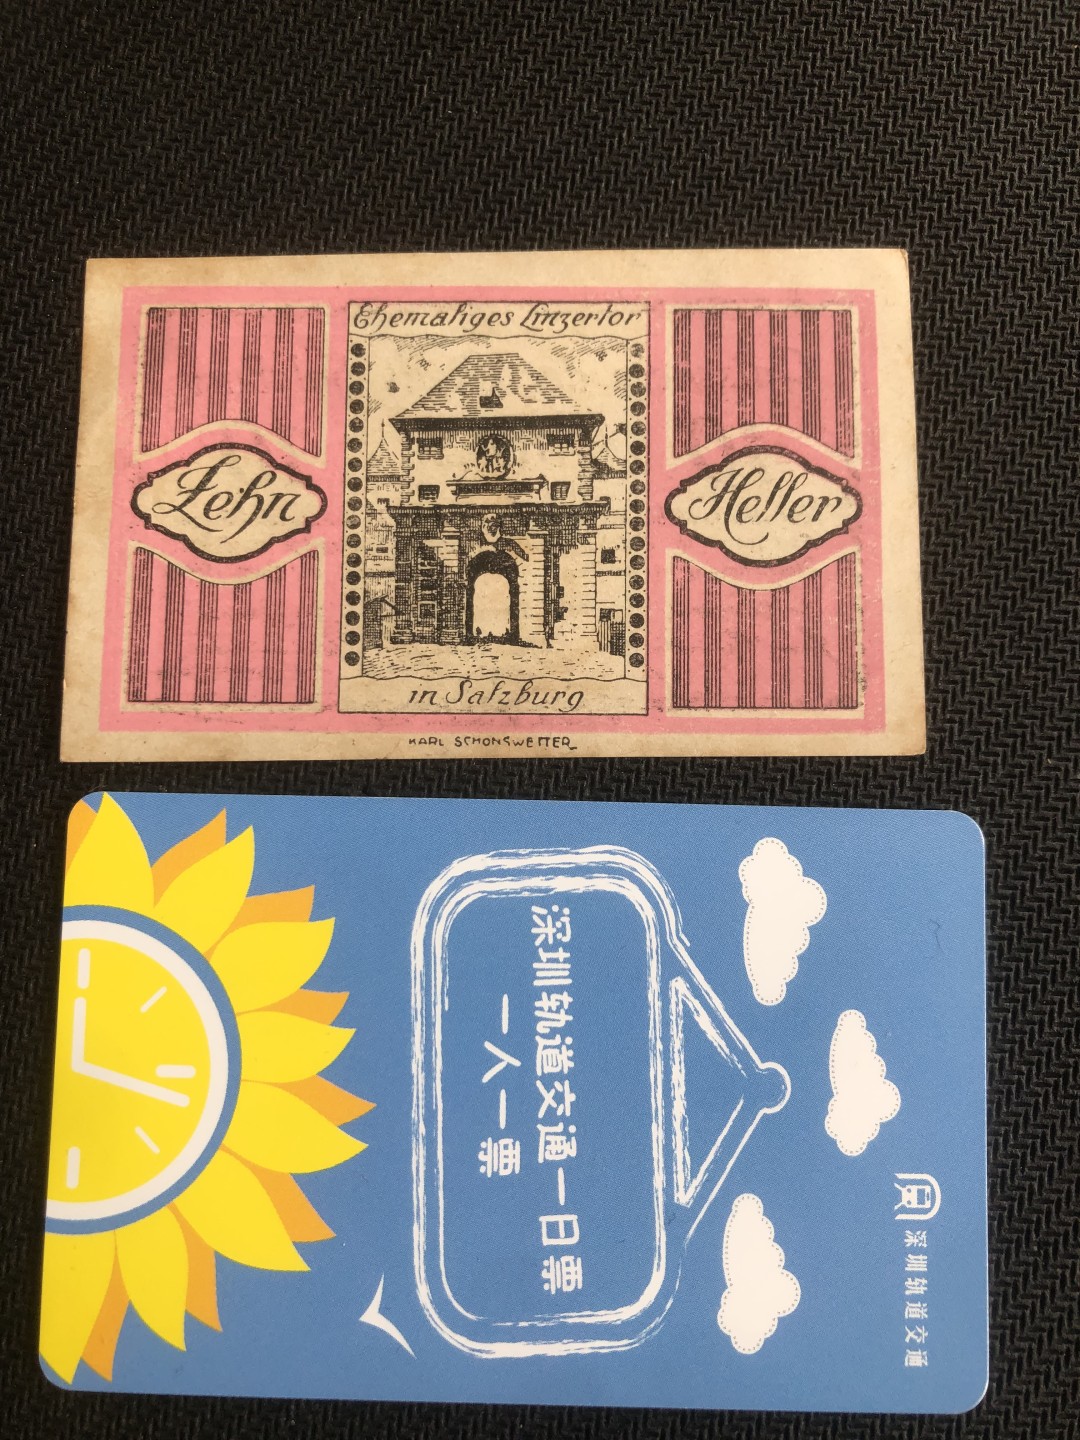 Ehemaliges Linzertor
Zehn
Heller
in Salzburg
KARL SCHÖNSWETTER
深圳轨道交通一日票
一人一票
深圳轨道交通